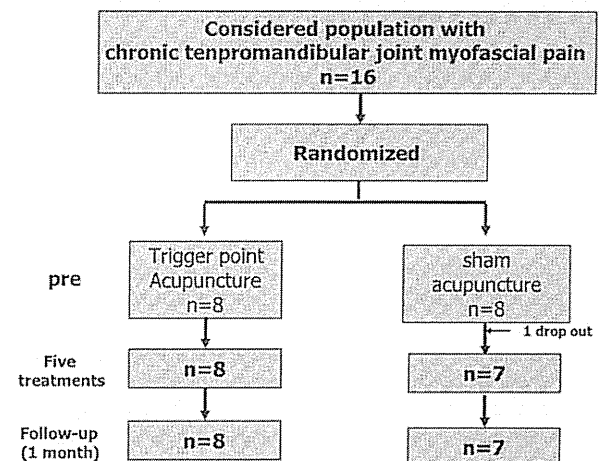 Considered population with
chronic tenpromandibular joint myofascial pain
n=16
Randomized
pre
Trigger point
Acupuncture
n=8
sham
acupuncture
n=8
1 drop out
Five
treatments
n=8
n=7
Follow-up
(1 month)
n=8
n=7